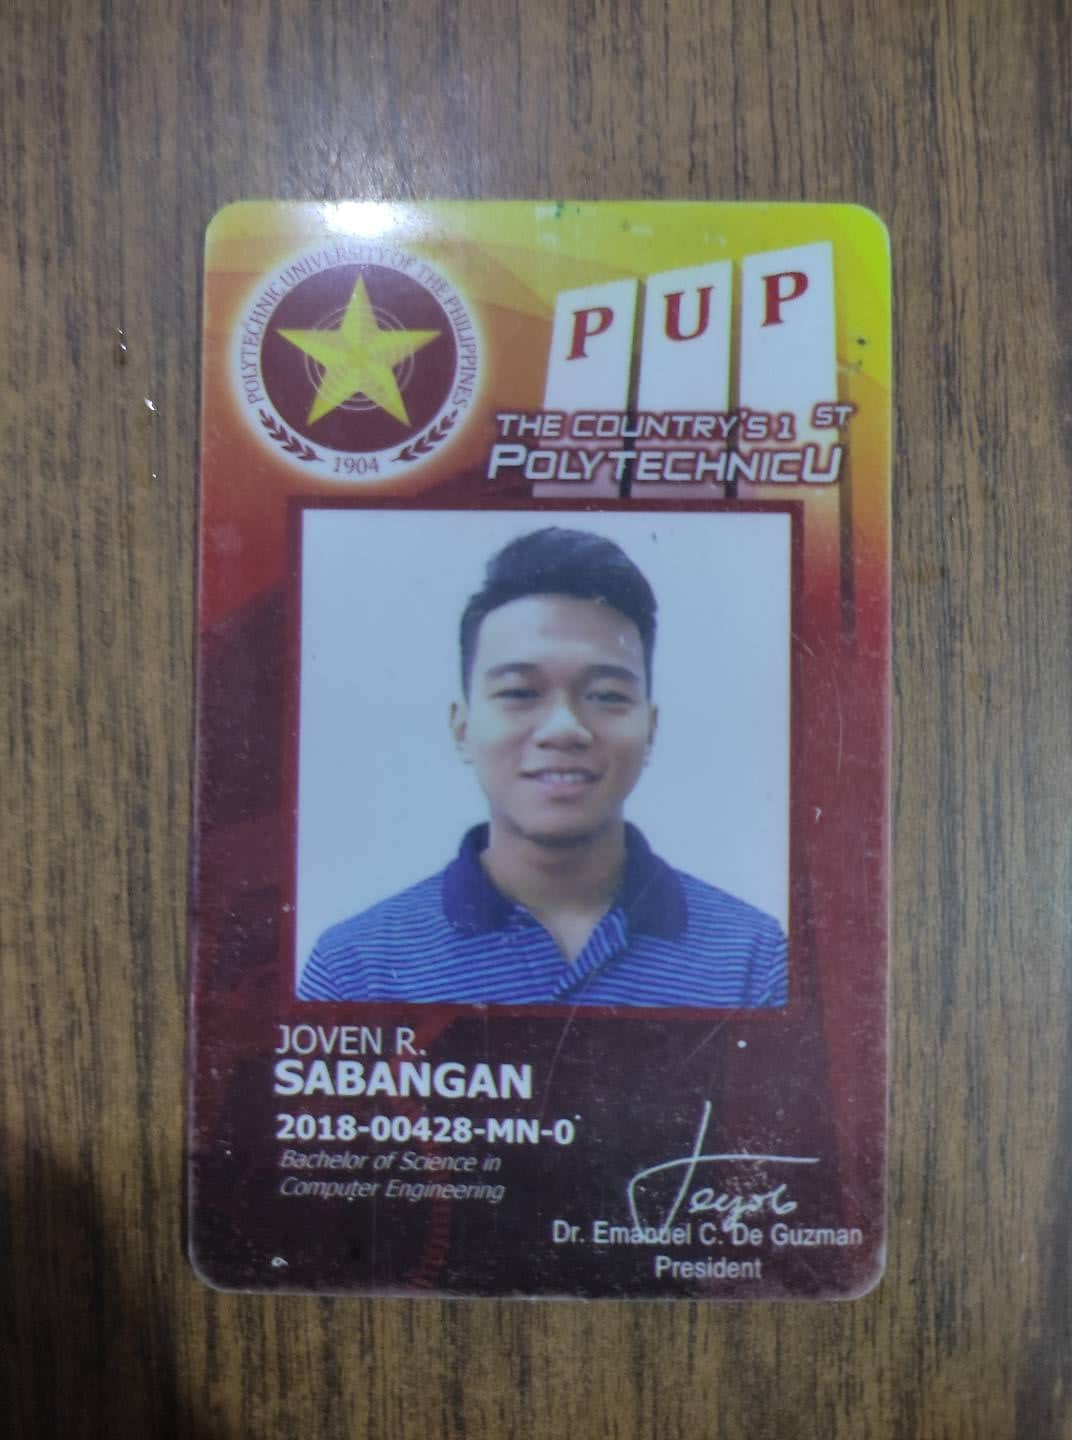 POLYTECHNIC UNIVERSITY OF THE PHILIPPINES
1904
PUP
THE COUNTRY'S 1ST
POLYTECHNICU
JOVEN R.
SABANGAN
2018-00428-MN-0
Bachelor of Science in
Computer Engineering
Dr. Emanuel C. De Guzman
President